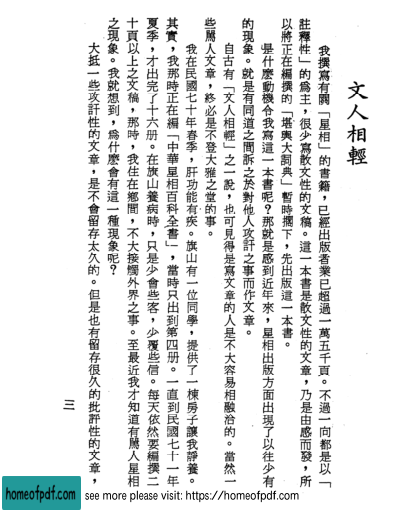 文人相輕
我撰寫有關「星相」的書籍，已經出版者業已超過一萬五千頁。不過一向都是以「
註釋性」的為主，很少寫散文性的文稿。這一本書是散文性的文章，乃是由感而發，所
以將正在編撰的「堪輿大詞典」暫時擱下，先出版這一本書。
是什麼動機令我寫這一本書呢？那就是感到近年來，星相出版方面出現了以往少有
的現象。就是有同道之間訴之於對他人攻訐之事而作文章。
自古有「文人相輕」之一說，也可見得是寫文章的人是不大容易相融洽的。當然一
些罵人文章，終必是不登大雅之堂的事。
我在民國七十年春季，肝功能有疾。旗山有一位同學，提供了一棟房子讓我靜養。
其實，我那時正在編「中華星相百科全書」，當時只出到第四册。一直到民國七十一年
夏季，才出完了十六册。在旗山養病時，只是少會些客，少覆些信。每天依然要編撰二
十頁以上之文稿，那時，我住在鄉間，不大接觸外界之事。至最近我才知道有罵人星相
之現象。我就想到，爲什麼會有這一種現象呢？
大抵一些攻訐性的文章，是不會留存太久的。但是也有留存很久的批評性的文章，
三
homeofpdf.com see more please visit: https://homeofpdf.com